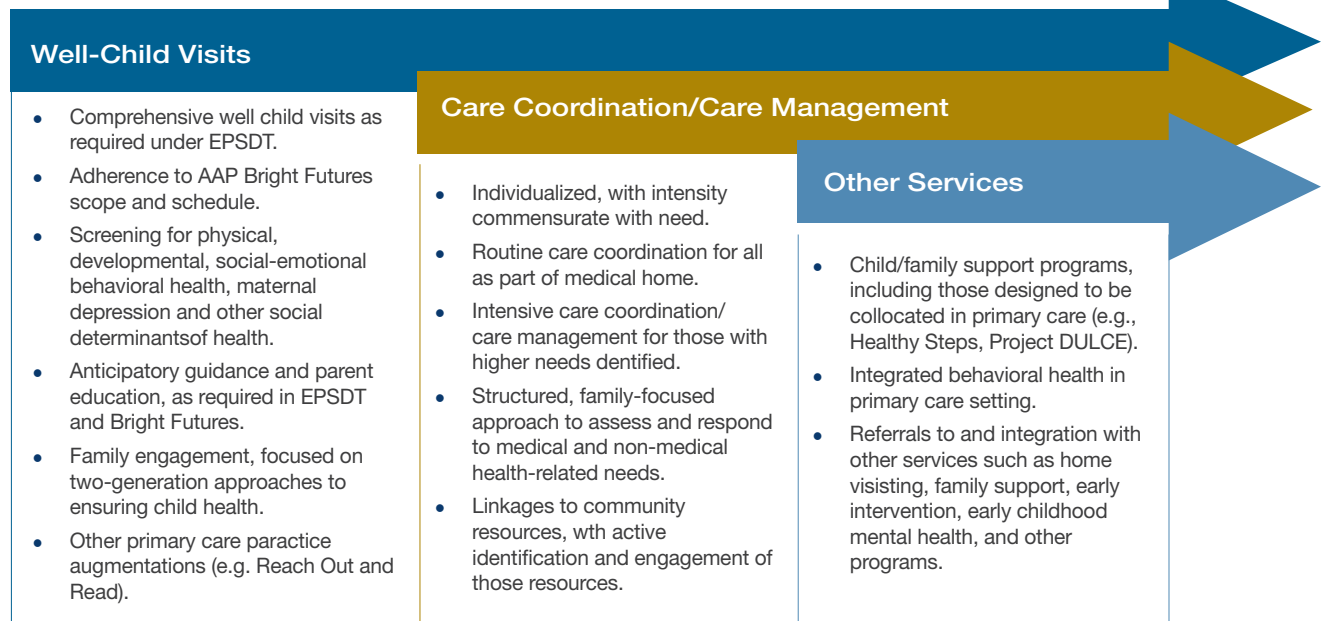 Well-Child Visits
• Comprehensive well child visits as
required under EPSDT.
• Adherence to AAP Bright Futures
scope and schedule.
• Screening for physical,
developmental, social-emotional
behavioral health, maternal
depression and other social
determinantsof health.
• Anticipatory guidance and parent
education, as required in EPSDT
and Bright Futures.
• Family engagement, focused on
two-generation approaches to
ensuring child health.
• Other primary care paractice
augmentations (e.g. Reach Out and
Read).
Care Coordination/Care Management
• Individualized, with intensity
commensurate with need.
• Routine care coordination for all
as part of medical home.
• Intensive care coordination/
care management for those with
higher needs dentified.
• Structured, family-focused
approach to assess and respond
to medical and non-medical
health-related needs.
• Linkages to community
resources, wth active
identification and engagement of
those resources.
Other Services
• Child/family support programs,
including those designed to be
collocated in primary care (e.g.,
Healthy Steps, Project DULCE).
• Integrated behavioral health in
primary care setting.
• Referrals to and integration with
other services such as home
visisting, family support, early
intervention, early childhood
mental health, and other
programs.